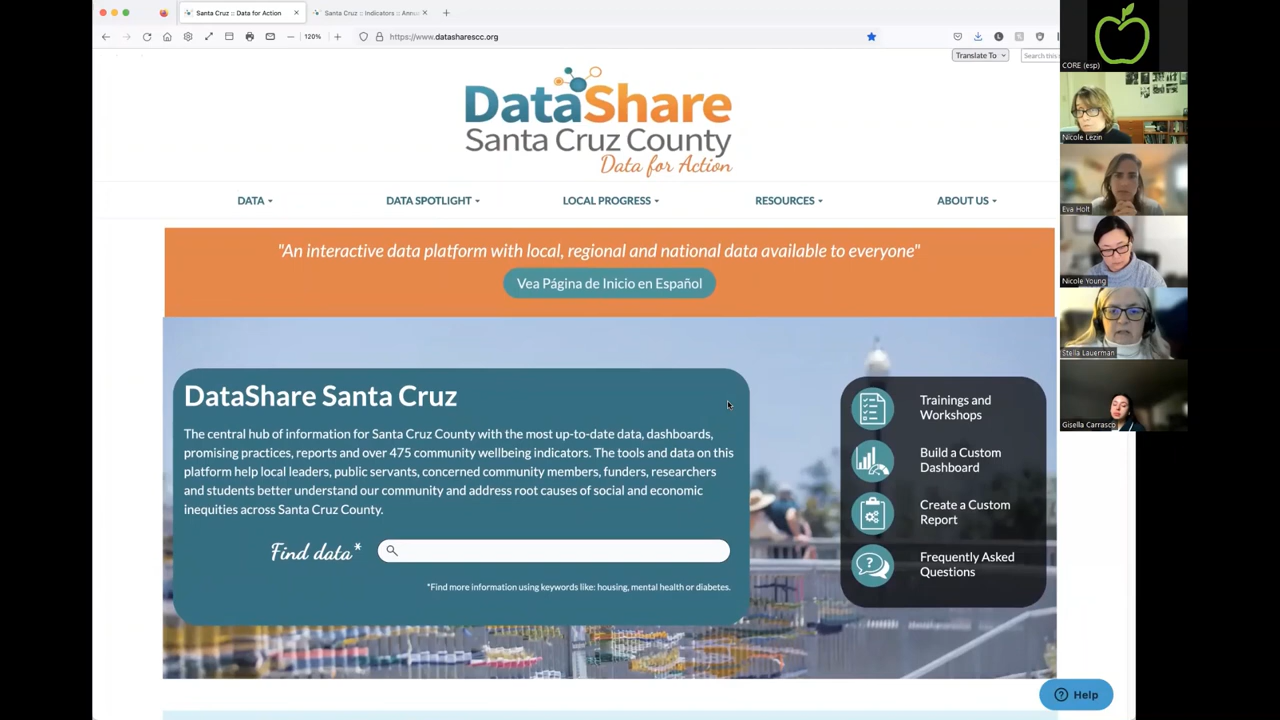 Santa Cruz :: Data for Action
Santa Cruz :: Indicators :: Annu
120%
https://www.datasharescc.org
Translate To
Search this
DataShare
Santa Cruz County
Data for Action
DATA
DATA SPOTLIGHT
LOCAL PROGRESS
RESOURCES
ABOUT US
"An interactive data platform with local, regional and national data available to everyone"
Vea Página de Inicio en Español
DataShare Santa Cruz
The central hub of information for Santa Cruz County with the most up-to-date data, dashboards,
promising practices, reports and over 475 community wellbeing indicators. The tools and data on this
platform help local leaders, public servants, concerned community members, funders, researchers
and students better understand our community and address root causes of social and economic
inequities across Santa Cruz County.
Find data*
*Find more information using keywords like: housing, mental health or diabetes.
Trainings and
Workshops
Build a Custom
Dashboard
Create a Custom
Report
Frequently Asked
Questions
Help
CORE (esp)
Nicole Lezin
Eva Holt
Nicole Young
Stella Lauerman
Gisella Carrasco